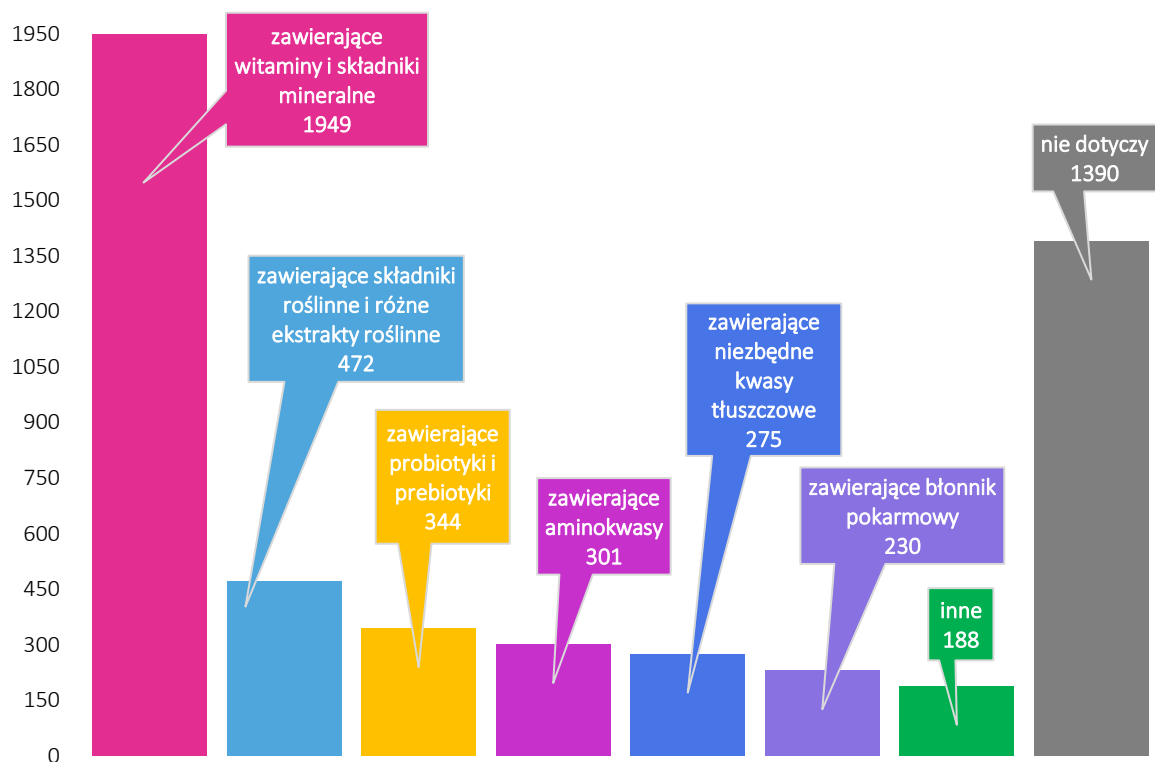 1950
1800
1650
1500
1350
1200
1050
900
750
600
450
300
150
0
zawierające
witaminy i składniki
mineralne
1949
zawierające składniki
roślinne i różne
ekstrakty roślinne
472
zawierające
probiotyki i
prebiotyki
344
zawierające
aminokwasy
301
zawierające
niezbędne
kwasy
tłuszczowe
275
zawierające błonnik
pokarmowy
230
inne
188
nie dotyczy
1390